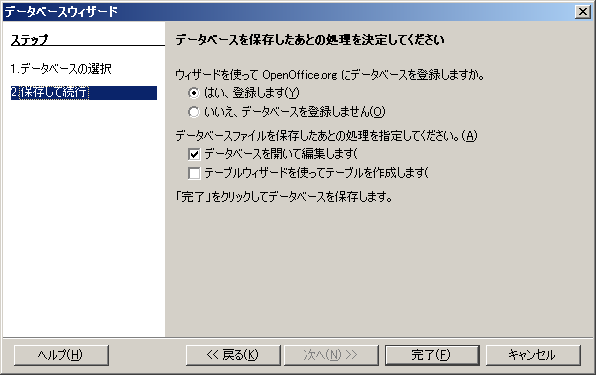 データベースウィザード
ステップ
1.データベースの選択
2.保存して続行
データベースを保存したあとの処理を決定してください
ウィザードを使って OpenOffice.org にデータベースを登録しますか。
はい、登録します(Y)
いいえ、データベースを登録しません(O)
データベースファイルを保存したあとの処理を指定してください。(A)
データベースを開いて編集します(
テーブルウィザードを使ってテーブルを作成します(
「完了」をクリックしてデータベースを保存します。
ヘルプ(H)
<< 戻る(K)
次へ(N) >>
完了(F)
キャンセル